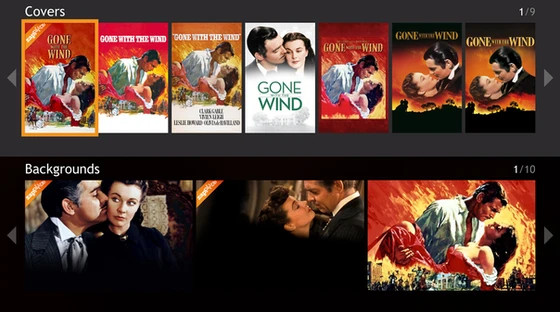 Covers
1/9
GONE
WITH THE
WIND
GONE WITH THE WIND
"GONE WITH THE WIND"
CLARK GABLE
VIVIEN LEIGH
LESLIE HOWARD · OLIVIA de HAVILLAND
GONE
WITH THE
WIND
GONE WITH THE WIND
GONE WITH THE WIND
GONE WITH THE WIND
Backgrounds
1/10